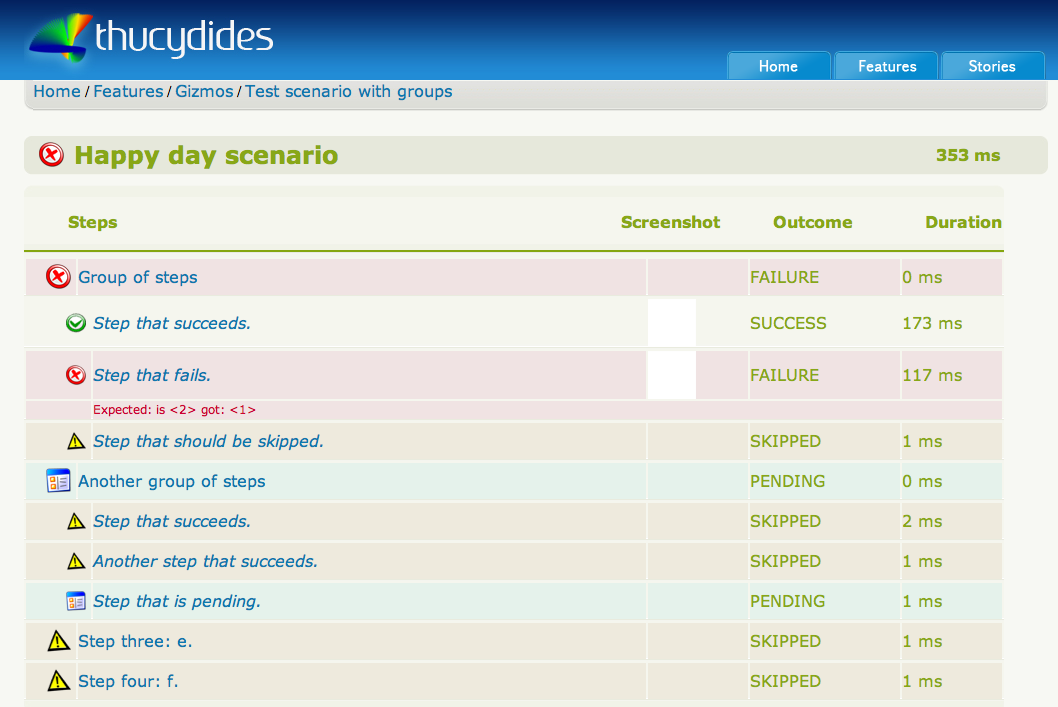 thucydides
Home Features Stories
Home / Features / Gizmos / Test scenario with groups
Happy day scenario 353 ms
Steps Screenshot Outcome Duration
Group of steps FAILURE 0 ms
Step that succeeds. SUCCESS 173 ms
Step that fails. FAILURE 117 ms
Expected: is <2> got: <1>
Step that should be skipped. SKIPPED 1 ms
Another group of steps PENDING 0 ms
Step that succeeds. SKIPPED 2 ms
Another step that succeeds. SKIPPED 1 ms
Step that is pending. PENDING 1 ms
Step three: e. SKIPPED 1 ms
Step four: f. SKIPPED 1 ms